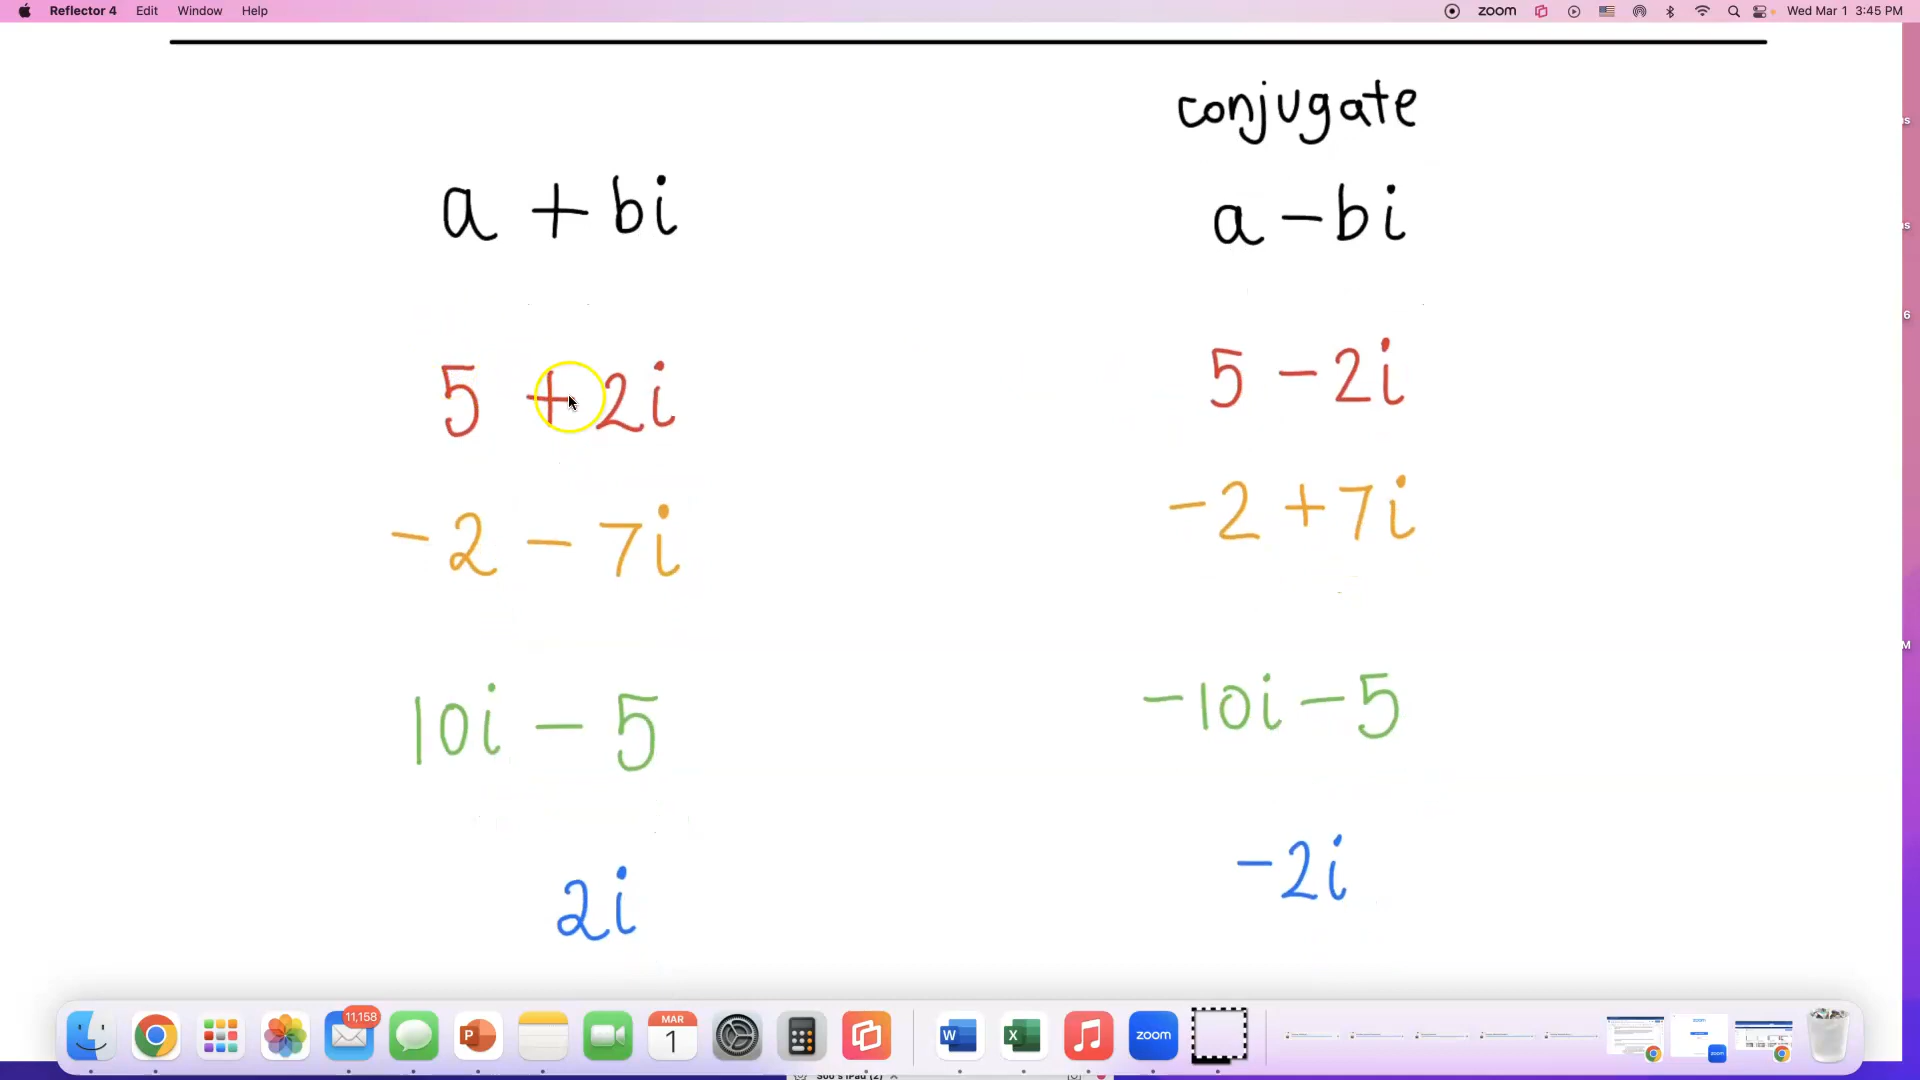 Reflector 4 Edit Window Help zoom Wed Mar 1 3:45 PM
conjugate
a + bi a - bi
5 + 2i 5 - 2i
-2 - 7i -2 + 7i
10i - 5 -10i - 5
2i -2i
11,158
MAR
1
zoom